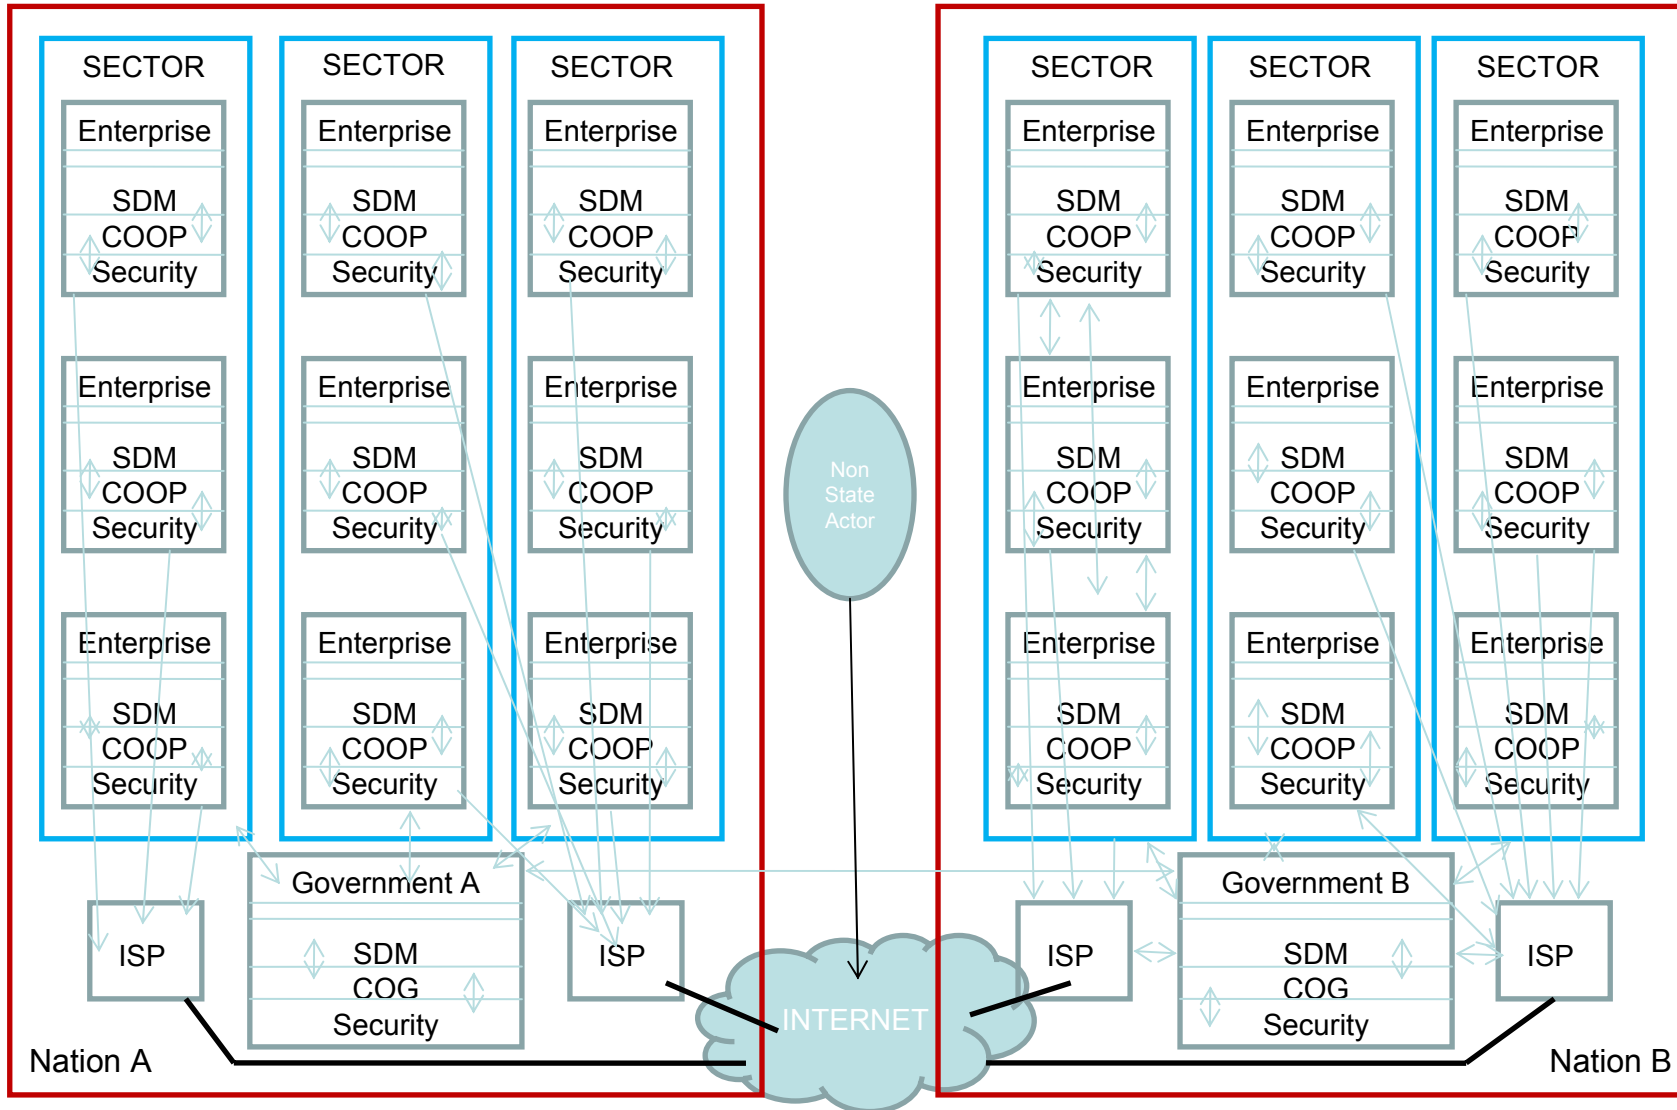 SECTOR
Enterprise
SDM
COOP
Security
Enterprise
SDM
COOP
Security
Enterprise
SDM
COOP
Security
SECTOR
Enterprise
SDM
COOP
Security
Enterprise
SDM
COOP
Security
Enterprise
SDM
COOP
Security
SECTOR
Enterprise
SDM
COOP
Security
Enterprise
SDM
COOP
Security
Enterprise
SDM
COOP
Security
ISP
Government A
SDM
COG
Security
ISP
Nation A
Non
State
Actor
INTERNET
SECTOR
Enterprise
SDM
COOP
Security
Enterprise
SDM
COOP
Security
Enterprise
SDM
COOP
Security
SECTOR
Enterprise
SDM
COOP
Security
Enterprise
SDM
COOP
Security
Enterprise
SDM
COOP
Security
SECTOR
Enterprise
SDM
COOP
Security
Enterprise
SDM
COOP
Security
Enterprise
SDM
COOP
Security
ISP
Government B
SDM
COG
Security
ISP
Nation B